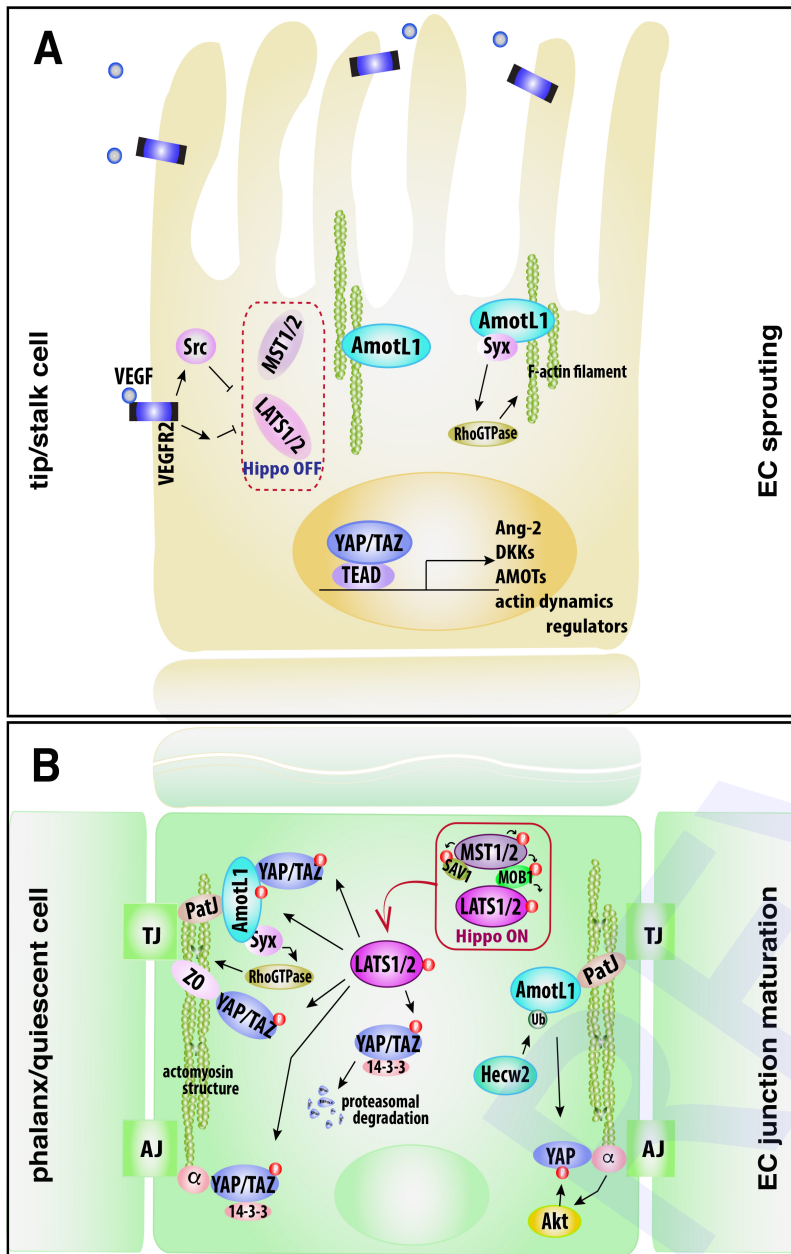 A
tip/stalk cell
EC sprouting
VEGF
VEGFR2
Src
MST1/2
LATS1/2
Hippo OFF
AmotL1
AmotL1
Syx
F-actin filament
RhoGTPase
YAP/TAZ
TEAD
Ang-2
DKKs
AMOTs
actin dynamics
regulators
B
phalanx/quiescent cell
EC junction maturation
MST1/2
SAV1
MOB1
LATS1/2
Hippo ON
YAP/TAZ
PatJ
AmotL1
Syx
TJ
ZO
RhoGTPase
YAP/TAZ
LATS1/2
YAP/TAZ
14-3-3
proteasomal
degradation
actomyosin
structure
AJ
α
YAP/TAZ
14-3-3
TJ
PatJ
AmotL1
Ub
Hecw2
AJ
YAP
α
Akt